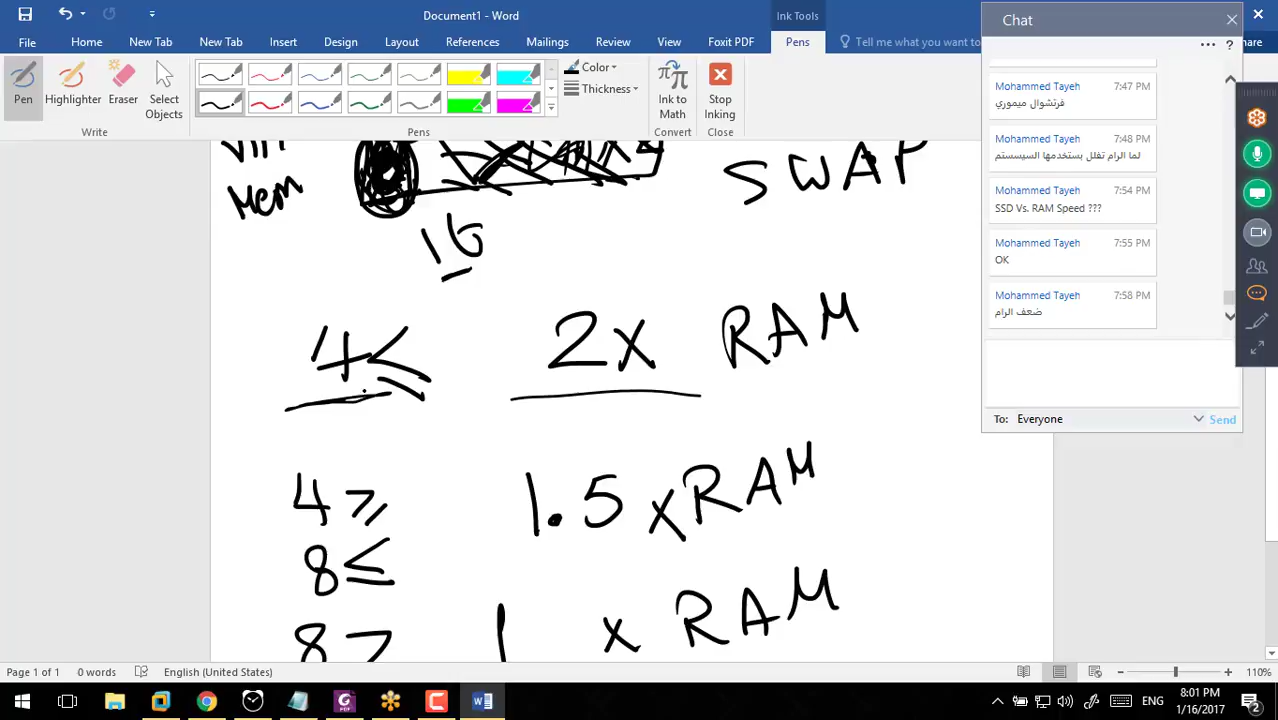 Document1 - Word
Ink Tools
File
Home
New Tab
New Tab
Insert
Design
Layout
References
Mailings
Review
View
Foxit PDF
Pens
Tell me what you want
Pen
Highlighter
Eraser
Select Objects
Color
Thickness
Ink to Math
Stop Inking
Write
Pens
Convert
Close
Mem
SWAP
16
4≤ 2x RAM
4≥ 1.5 x RAM
8≤
8> 1 x RAM
Chat
Mohammed Tayeh 7:47 PM
فرتشوال ميموري
Mohammed Tayeh 7:48 PM
لما الرام تفلل بستخدمها السيسستم
Mohammed Tayeh 7:54 PM
SSD Vs. RAM Speed ???
Mohammed Tayeh 7:55 PM
OK
Mohammed Tayeh 7:58 PM
ضعف الرام
To: Everyone
Send
Page 1 of 1
0 words
English (United States)
110%
ENG
8:01 PM
1/16/2017